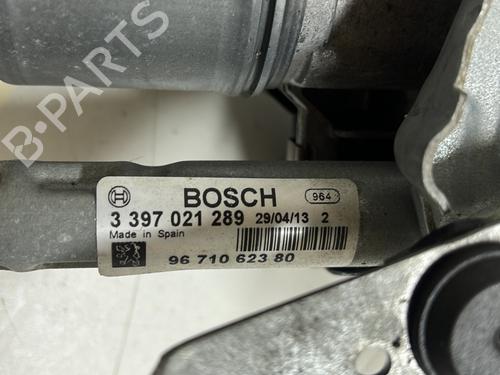 B-PARTS
BOSCH
964
3 397 021 289 29/04/13 2
Made in Spain
96 710 623 80